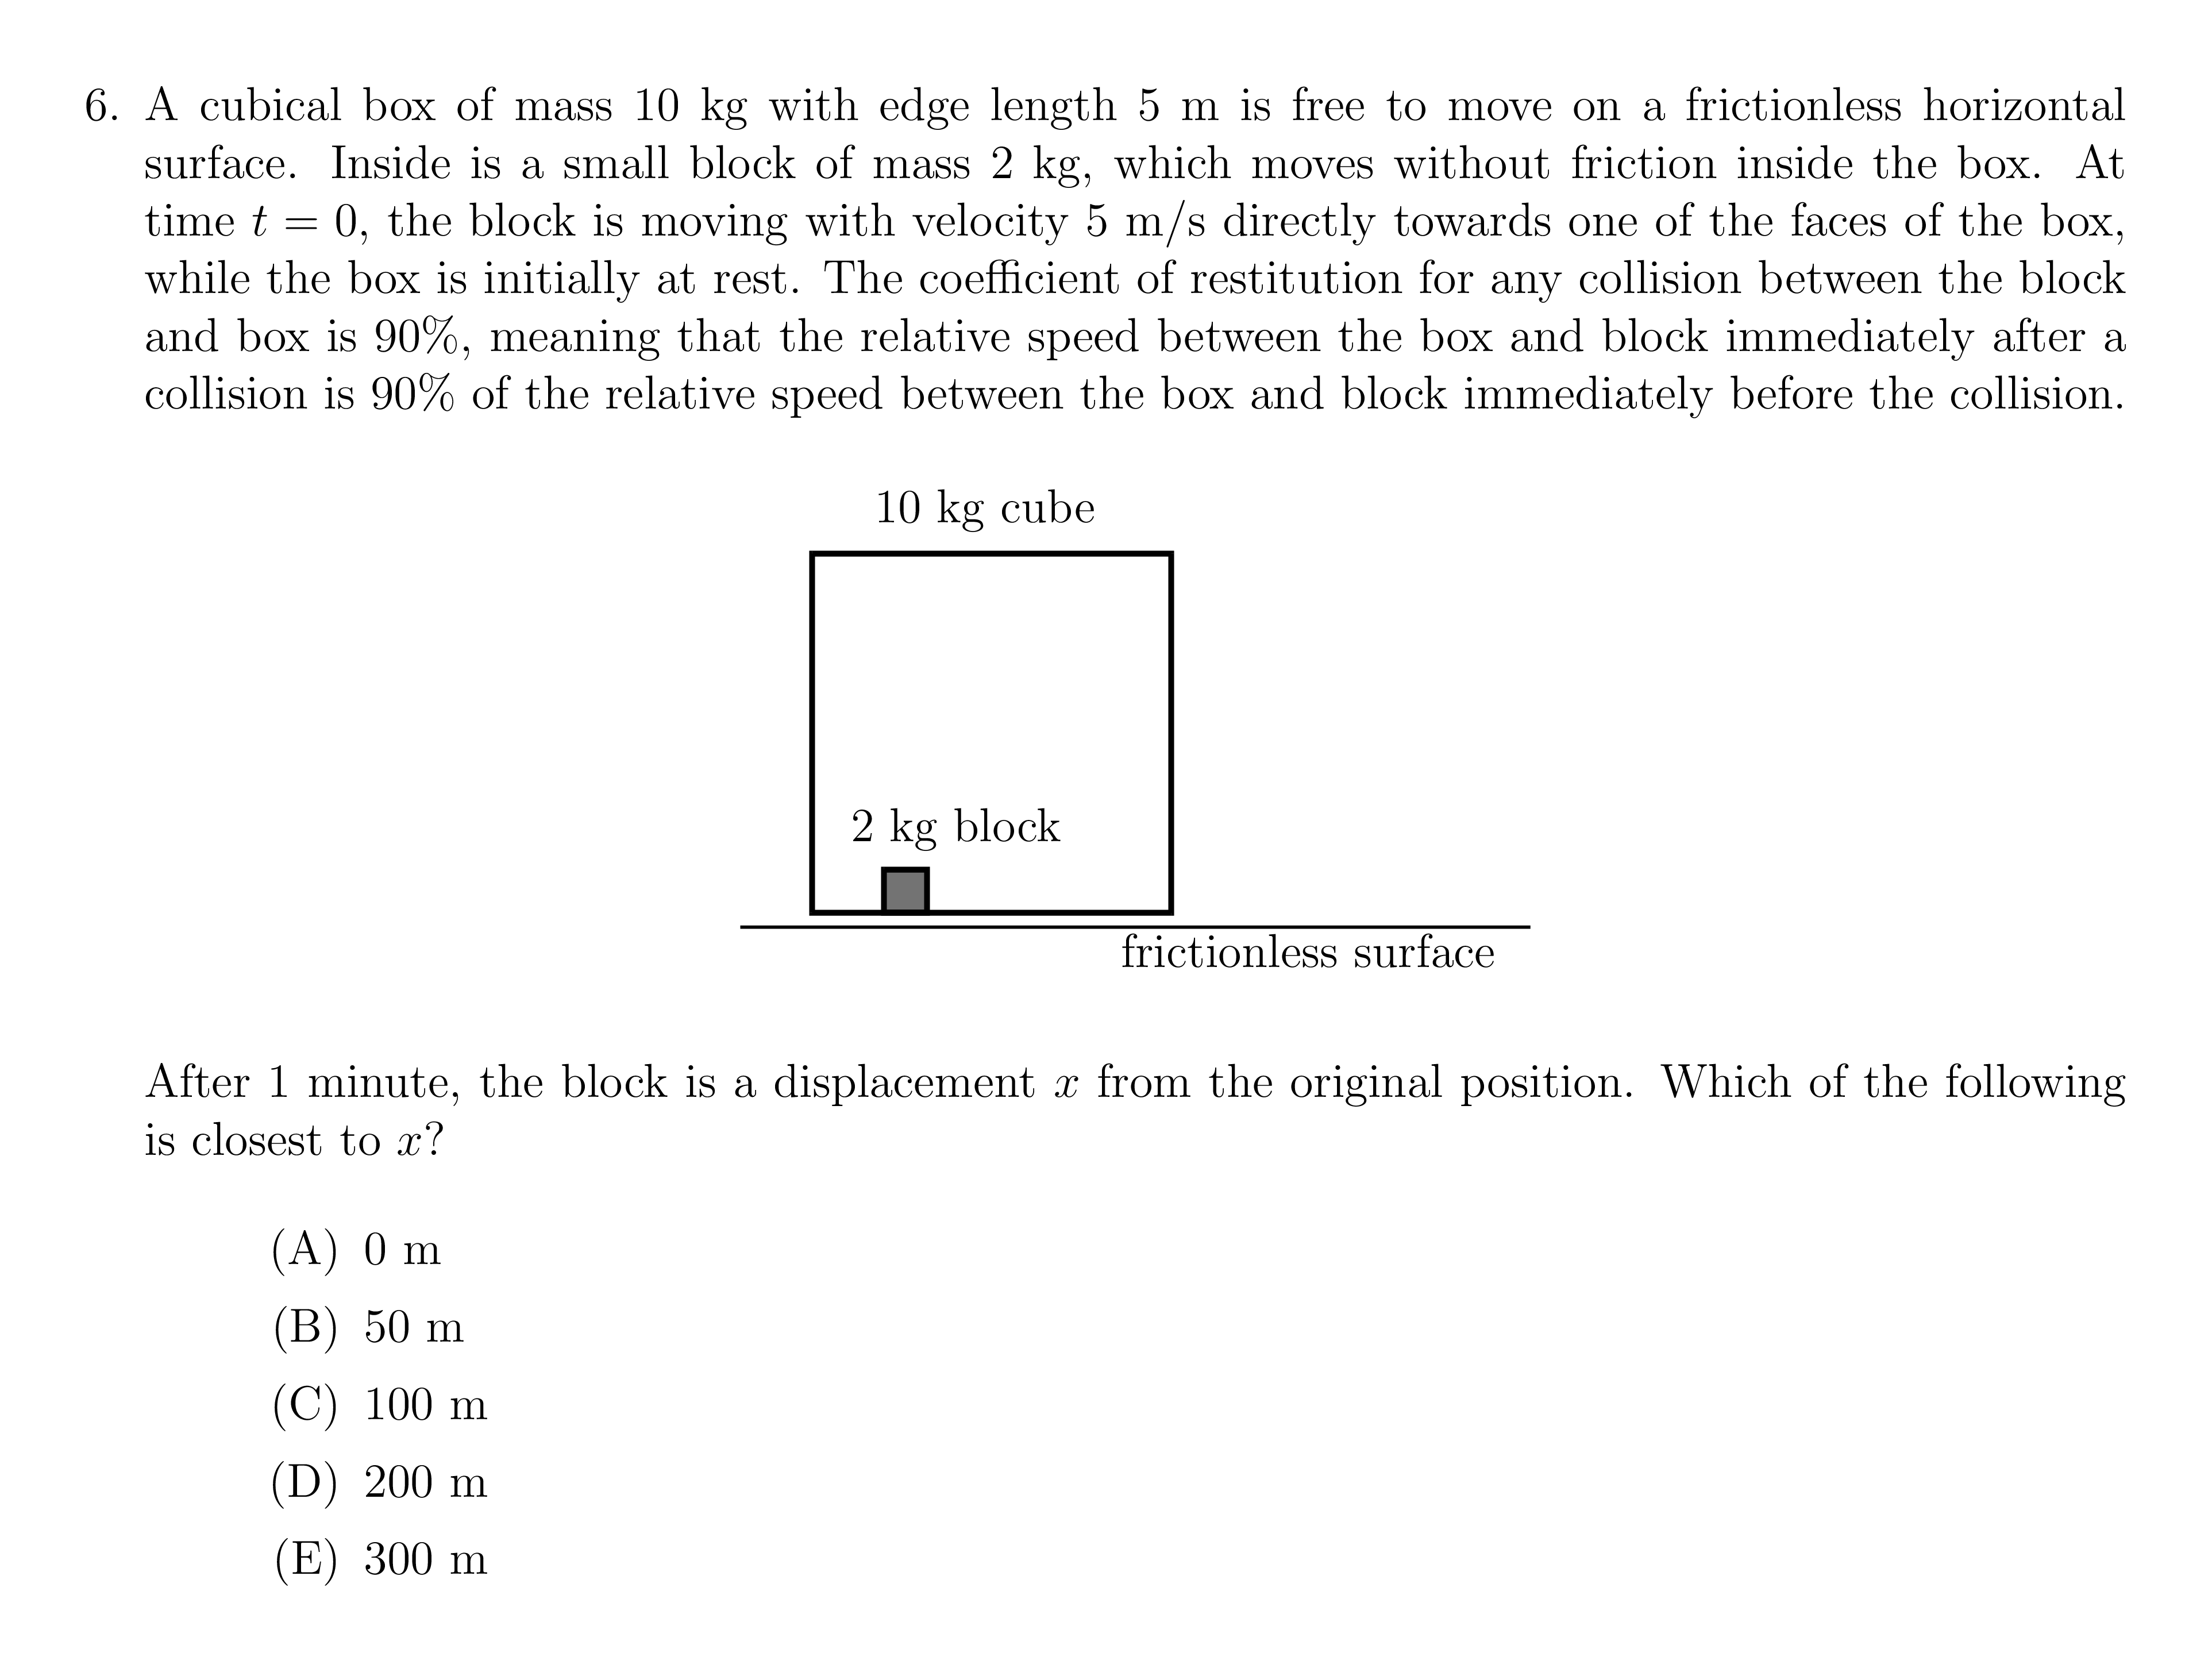 6. A cubical box of mass 10 kg with edge length 5 m is free to move on a frictionless horizontal
surface. Inside is a small block of mass 2 kg, which moves without friction inside the box. At
time t = 0, the block is moving with velocity 5 m/s directly towards one of the faces of the box,
while the box is initially at rest. The coefficient of restitution for any collision between the block
and box is 90%, meaning that the relative speed between the box and block immediately after a
collision is 90% of the relative speed between the box and block immediately before the collision.
10 kg cube
2 kg block
frictionless surface
After 1 minute, the block is a displacement x from the original position. Which of the following
is closest to x?
(A) 0 m
(B) 50 m
(C) 100 m
(D) 200 m
(E) 300 m